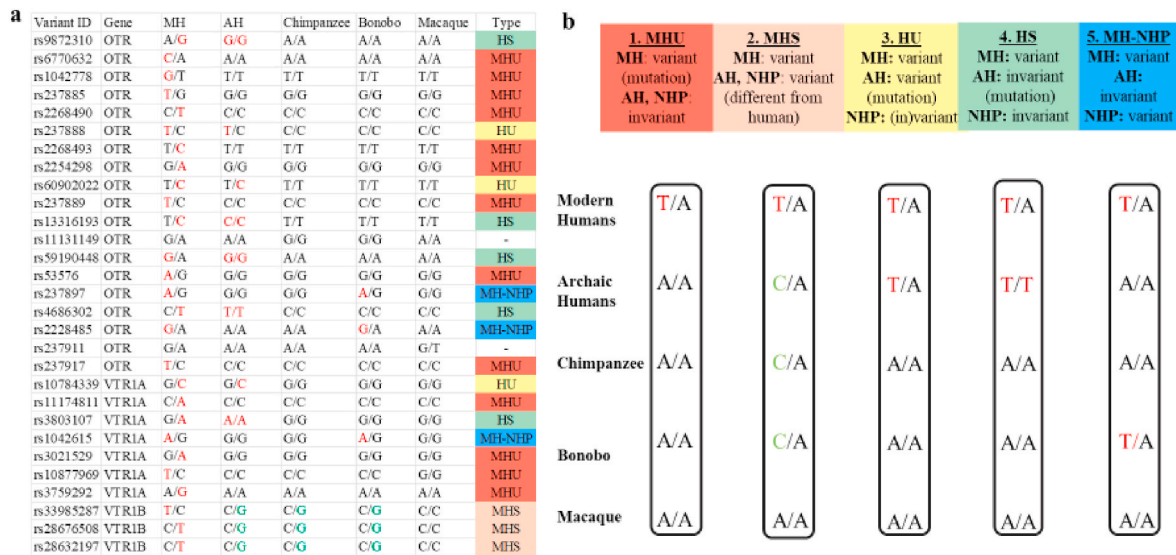 a
Variant ID Gene MH AH Chimpanzee Bonobo Macaque Type
rs9872310 OTR A/G G/G A/A A/A A/A HS
rs6770632 OTR C/A A/A A/A A/A A/A MHU
rs1042778 OTR G/T T/T T/T T/T T/T MHU
rs237885 OTR T/G G/G G/G G/G G/G MHU
rs2268490 OTR C/T C/C C/C C/C C/C MHU
rs237888 OTR T/C T/C C/C C/C C/C HU
rs2268493 OTR T/C T/T T/T T/T T/T MHU
rs2254298 OTR G/A G/G G/G G/G G/G MHU
rs60902022 OTR T/C T/C T/T T/T T/T HU
rs237889 OTR T/C C/C C/C C/C C/C MHU
rs13316193 OTR T/C C/C T/T T/T T/T HS
rs11131149 OTR G/A A/A G/G G/G A/A -
rs59190448 OTR G/A G/G A/A A/A A/A HS
rs53576 OTR A/G G/G G/G G/G G/G MHU
rs237897 OTR A/G G/G G/G A/G G/G MH-NHP
rs4686302 OTR C/T T/T C/C C/C C/C HS
rs2228485 OTR G/A A/A A/A G/A A/A MH-NHP
rs237911 OTR G/A A/A A/A A/A G/T -
rs237917 OTR T/C C/C C/C C/C C/C MHU
rs10784339 VTR1A G/C G/C G/G G/G G/G HU
rs11174811 VTR1A C/A C/C C/C C/C C/C MHU
rs3803107 VTR1A G/A A/A G/G G/G G/G HS
rs1042615 VTR1A A/G G/G G/G A/G G/G MH-NHP
rs3021529 VTR1A G/A G/G G/G G/G G/G MHU
rs10877969 VTR1A T/C C/C C/C C/C G/G MHU
rs3759292 VTR1A A/G A/A A/A A/A A/A MHU
rs33985287 VTR1B T/C C/G C/G C/G C/C MHS
rs28676508 VTR1B C/T C/G C/G C/G C/C MHS
rs28632197 VTR1B C/T C/G C/G C/G C/C MHS
b
1. MHU
MH: variant
(mutation)
AH, NHP:
invariant
2. MHS
MH: variant
AH, NHP: variant
(different from
human)
3. HU
MH: variant
AH: variant
(mutation)
NHP: (in)variant
4. HS
MH: variant
AH: invariant
(mutation)
NHP: invariant
5. MH-NHP
MH: variant
AH:
invariant
NHP: variant
Modern
Humans
T/A T/A T/A T/A T/A
Archaic
Humans
A/A C/A T/A T/T A/A
Chimpanzee
A/A C/A A/A A/A A/A
Bonobo
A/A C/A A/A A/A T/A
Macaque
A/A A/A A/A A/A A/A